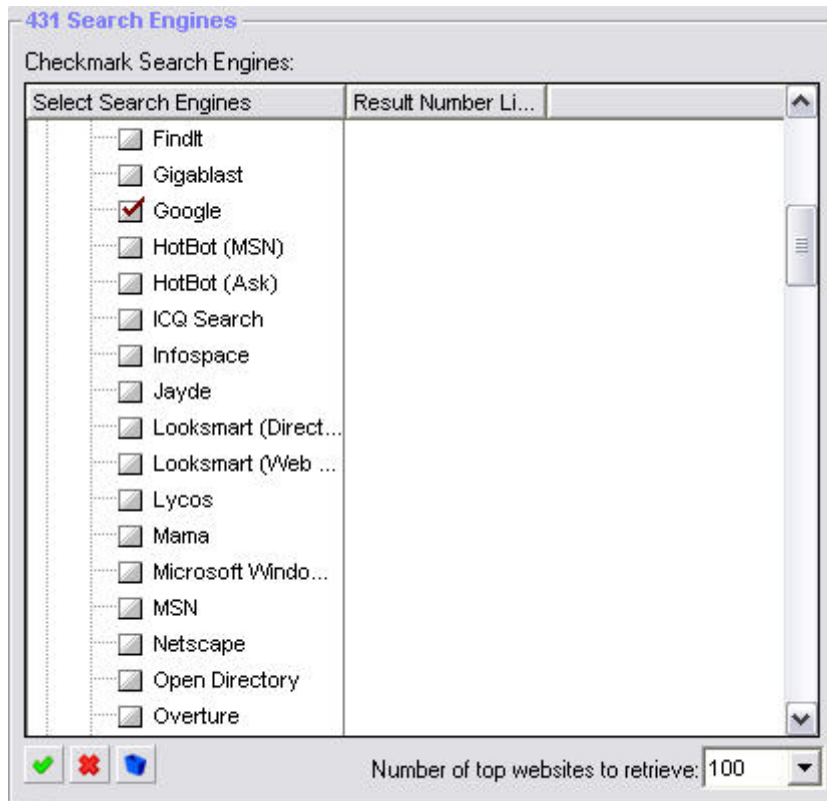 431 Search Engines
Checkmark Search Engines:
Select Search Engines Result Number Li...
FindIt
Gigablast
Google
HotBot (MSN)
HotBot (Ask)
ICQ Search
Infospace
Jayde
Looksmart (Direct...
Looksmart (Web ...
Lycos
Mama
Microsoft Windo...
MSN
Netscape
Open Directory
Overture
Number of top websites to retrieve: 100